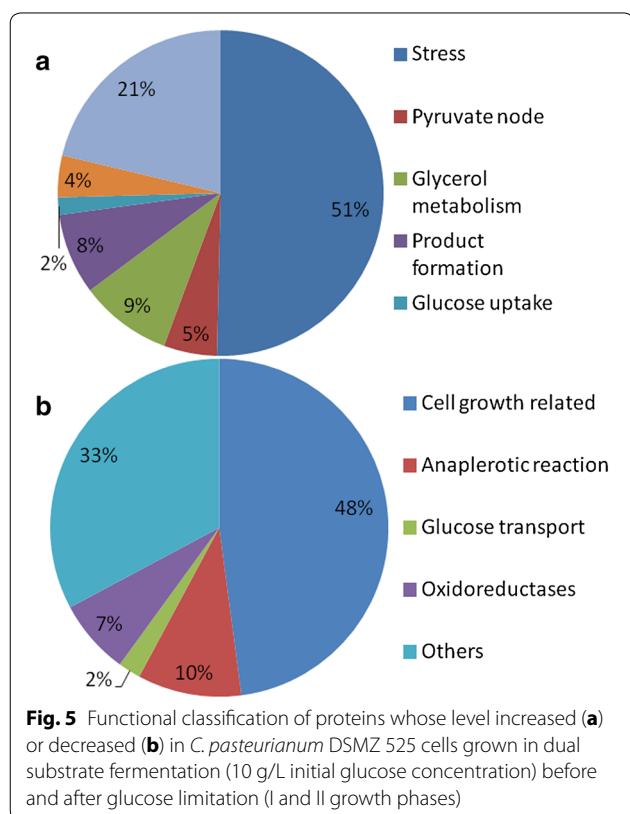 a
21%
4%
2%
8%
9%
5%
51%
Stress
Pyruvate node
Glycerol
metabolism
Product
formation
Glucose uptake
b
33%
7%
2%
10%
48%
Cell growth related
Anaplerotic reaction
Glucose transport
Oxidoreductases
Others
Fig. 5 Functional classification of proteins whose level increased (a)
or decreased (b) in C. pasteurianum DSMZ 525 cells grown in dual
substrate fermentation (10 g/L initial glucose concentration) before
and after glucose limitation (I and II growth phases)